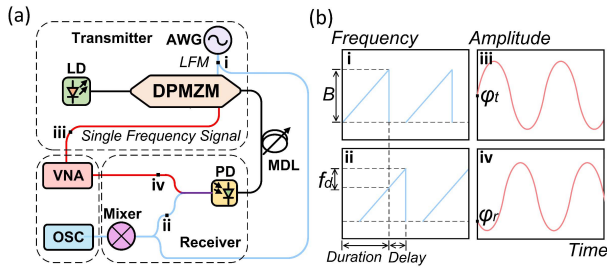 (a)
Transmitter
AWG
i
LFM
LD
DPMZM
iii
Single Frequency Signal
MDL
VNA
iv
PD
ii
Mixer
OSC
Receiver
(b)
Frequency
Amplitude
i
B
iii
φt
ii
fd
iv
φr
Duration
Delay
Time